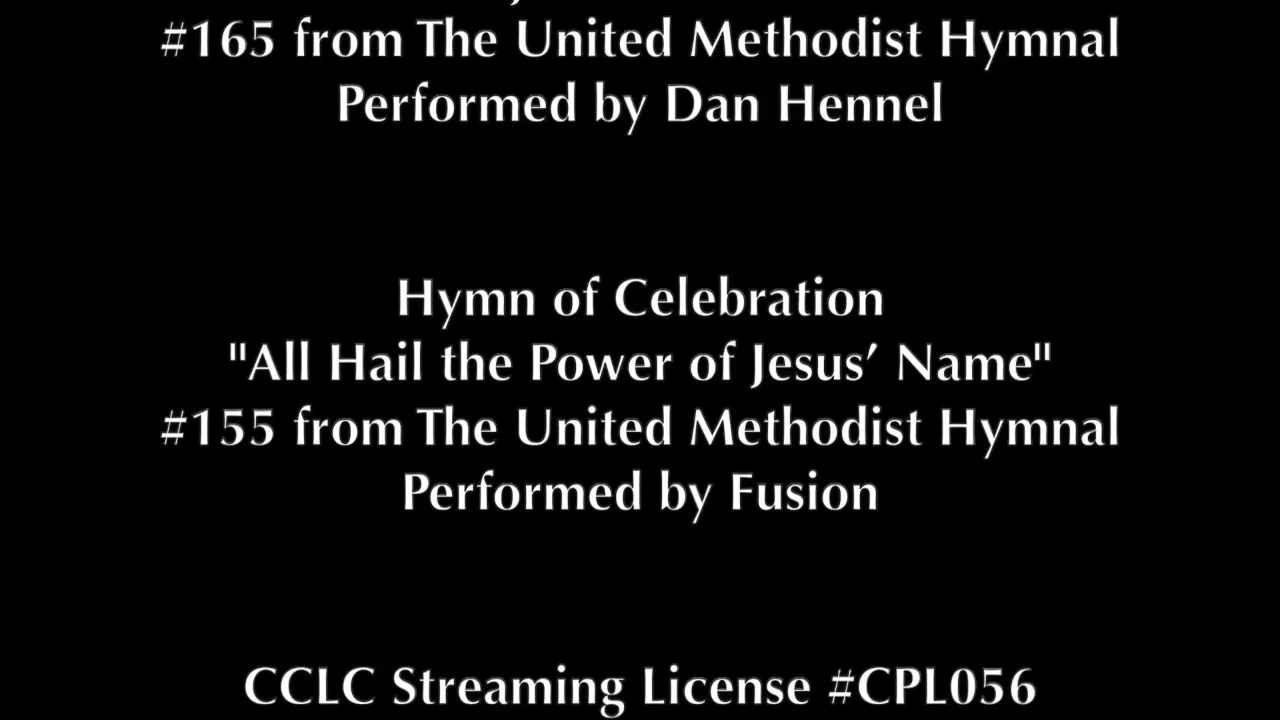 #165 from The United Methodist Hymnal
Performed by Dan Hennel
Hymn of Celebration
"All Hail the Power of Jesus’ Name"
#155 from The United Methodist Hymnal
Performed by Fusion
CCLC Streaming License #CPL056